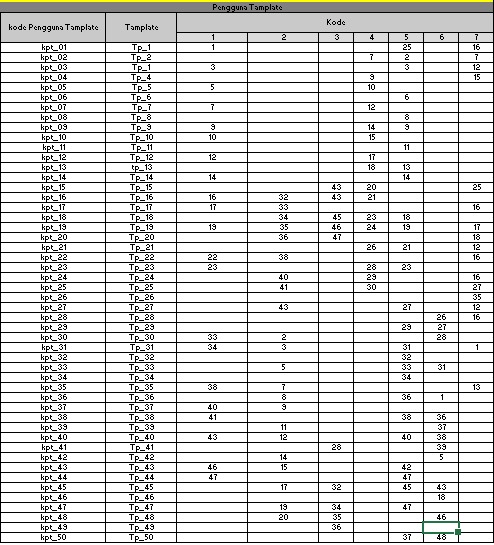 Pengguna Tamplate
kode Pengguna Tamplate Tamplate Kode
1 2 3 4 5 6 7
kpt_01 Tp_1 1 25 16
kpt_02 Tp_2 7 2 7
kpt_03 Tp_1 3 3 12
kpt_04 Tp_4 9 15
kpt_05 Tp_5 5 10
kpt_06 Tp_6 6
kpt_07 Tp_7 7 12
kpt_08 Tp_8 8
kpt_09 Tp_9 9 14 9
kpt_10 Tp_10 10 15
kpt_11 Tp_11 11
kpt_12 Tp_12 12 17
kpt_13 tp_13 18 13
kpt_14 Tp_14 14 14
kpt_15 Tp_15 43 20 25
kpt_16 Tp_16 16 32 43 21
kpt_17 Tp_17 17 33 16
kpt_18 Tp_18 34 45 23 18
kpt_19 Tp_19 19 35 46 24 19 17
kpt_20 Tp_20 36 47 18
kpt_21 Tp_21 26 21 12
kpt_22 Tp_22 22 38 16
kpt_23 Tp_23 23 28 23
kpt_24 Tp_24 40 29 16
kpt_25 Tp_25 41 30 27
kpt_26 Tp_26 35
kpt_27 Tp_27 43 27 12
kpt_28 Tp_28 26 16
kpt_29 Tp_29 29 27
kpt_30 Tp_30 33 2 28
kpt_31 Tp_31 34 3 31 1
kpt_32 Tp_32 32
kpt_33 Tp_33 5 33 31
kpt_34 Tp_34 34
kpt_35 Tp_35 38 7 13
kpt_36 Tp_36 8 36 1
kpt_37 Tp_37 40 9
kpt_38 Tp_38 41 38 36
kpt_39 Tp_39 11 37
kpt_40 Tp_40 43 12 40 38
kpt_41 Tp_41 28 39
kpt_42 Tp_42 14 5
kpt_43 Tp_43 46 15 42
kpt_44 Tp_44 47 47
kpt_45 Tp_45 17 32 45 43
kpt_46 Tp_46 18
kpt_47 Tp_47 19 34 47
kpt_48 Tp_48 20 35 46
kpt_49 Tp_49 36
kpt_50 Tp_50 37 48